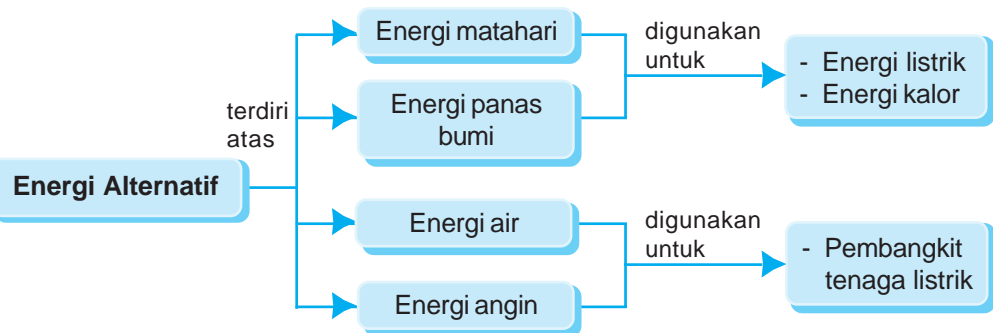 Energi Alternatif
terdiri
atas
Energi matahari
Energi panas
bumi
digunakan
untuk
- Energi listrik
- Energi kalor
Energi air
Energi angin
digunakan
untuk
- Pembangkit
tenaga listrik